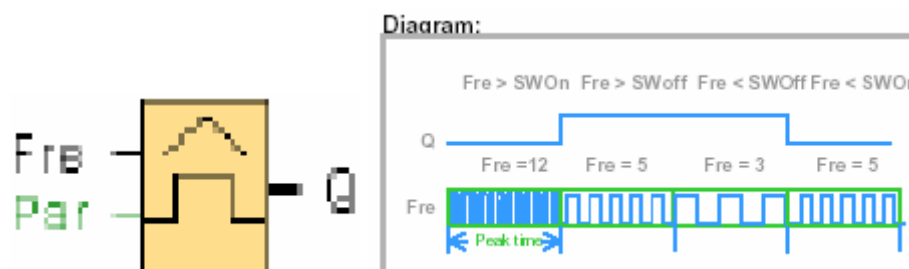 Diagram:
Fre > SWOn Fre > SWoff Fre < SWOff Fre < SWOn
Q
Fre =12 Fre = 5 Fre = 3 Fre = 5
Fre
Peak time
Fre
Par
Q